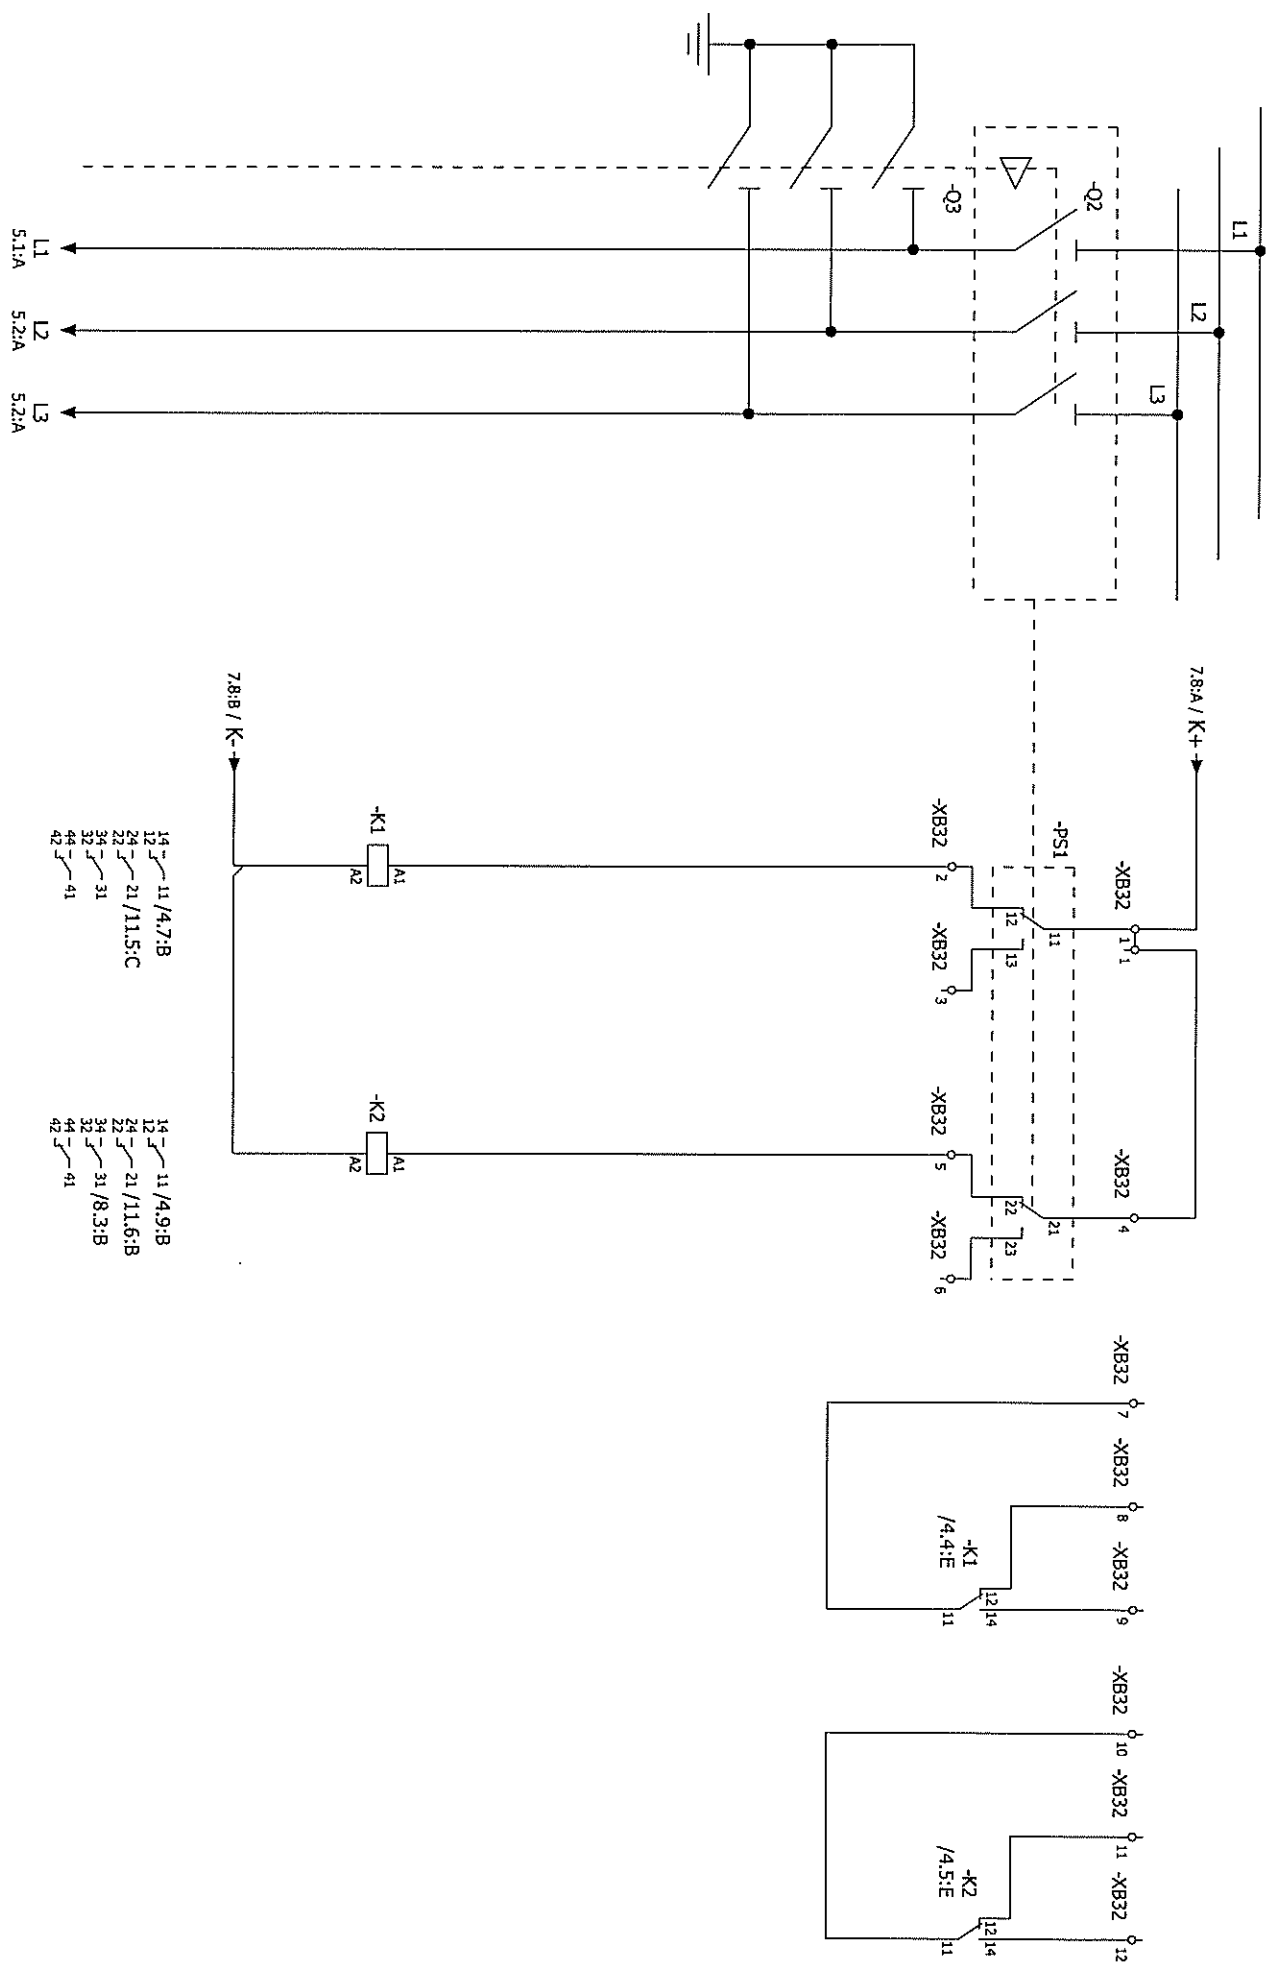 L1
L2
L3
-Q2
-Q3
L1
5.1:A
L2
5.2:A
L3
5.2:A
7.8:A / K+
-XB32
1
1
-XB32
4
-PS1
11
12
13
21
22
23
-XB32
2
-XB32
3
-XB32
5
-XB32
6
7.8:B / K-
-K1
A1
A2
-K2
A1
A2
14
12
11 /4.7:B
24
22
21 /11.5:C
34
32
31
44
42
41
14
12
11 /4.9:B
24
22
21 /11.6:B
34
32
31 /8.3:B
44
42
41
-XB32
7
-XB32
8
-XB32
9
-K1
/4.4:E
12
14
11
-XB32
10
-XB32
11
-XB32
12
-K2
/4.5:E
12
14
11